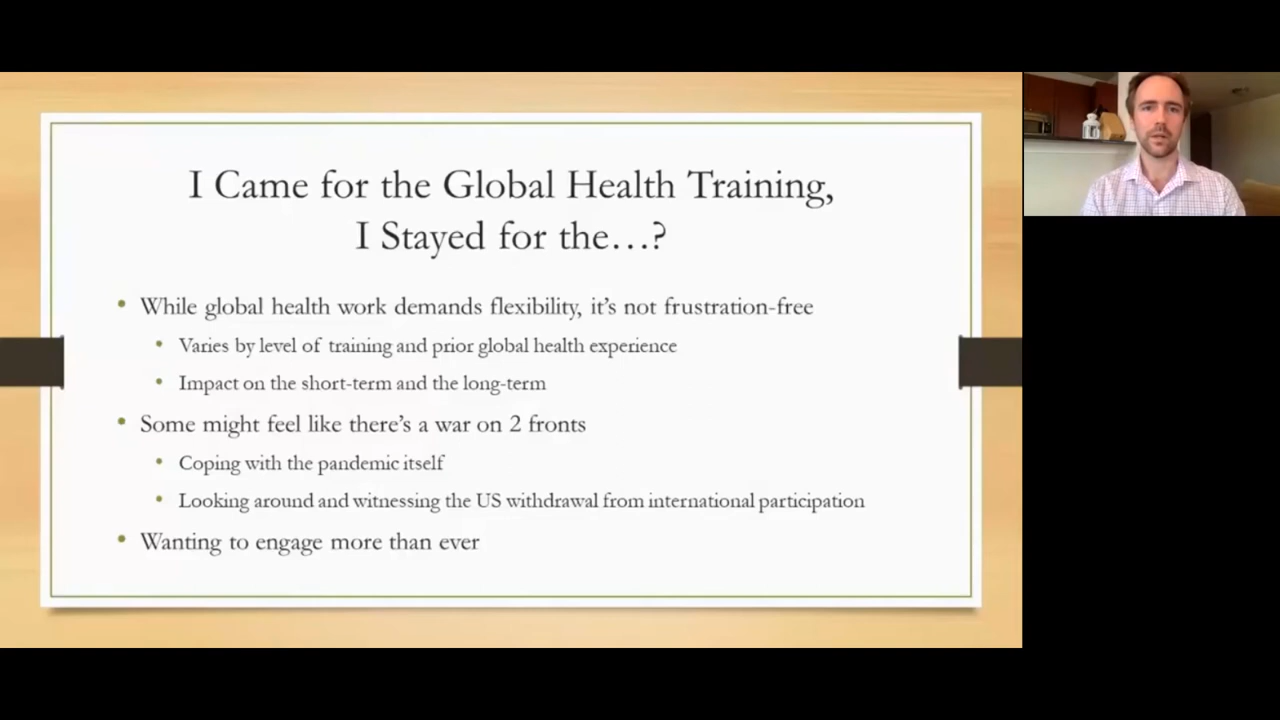 I Came for the Global Health Training,
I Stayed for the…?
• While global health work demands flexibility, it’s not frustration-free
• Varies by level of training and prior global health experience
• Impact on the short-term and the long-term
• Some might feel like there’s a war on 2 fronts
• Coping with the pandemic itself
• Looking around and witnessing the US withdrawal from international participation
• Wanting to engage more than ever